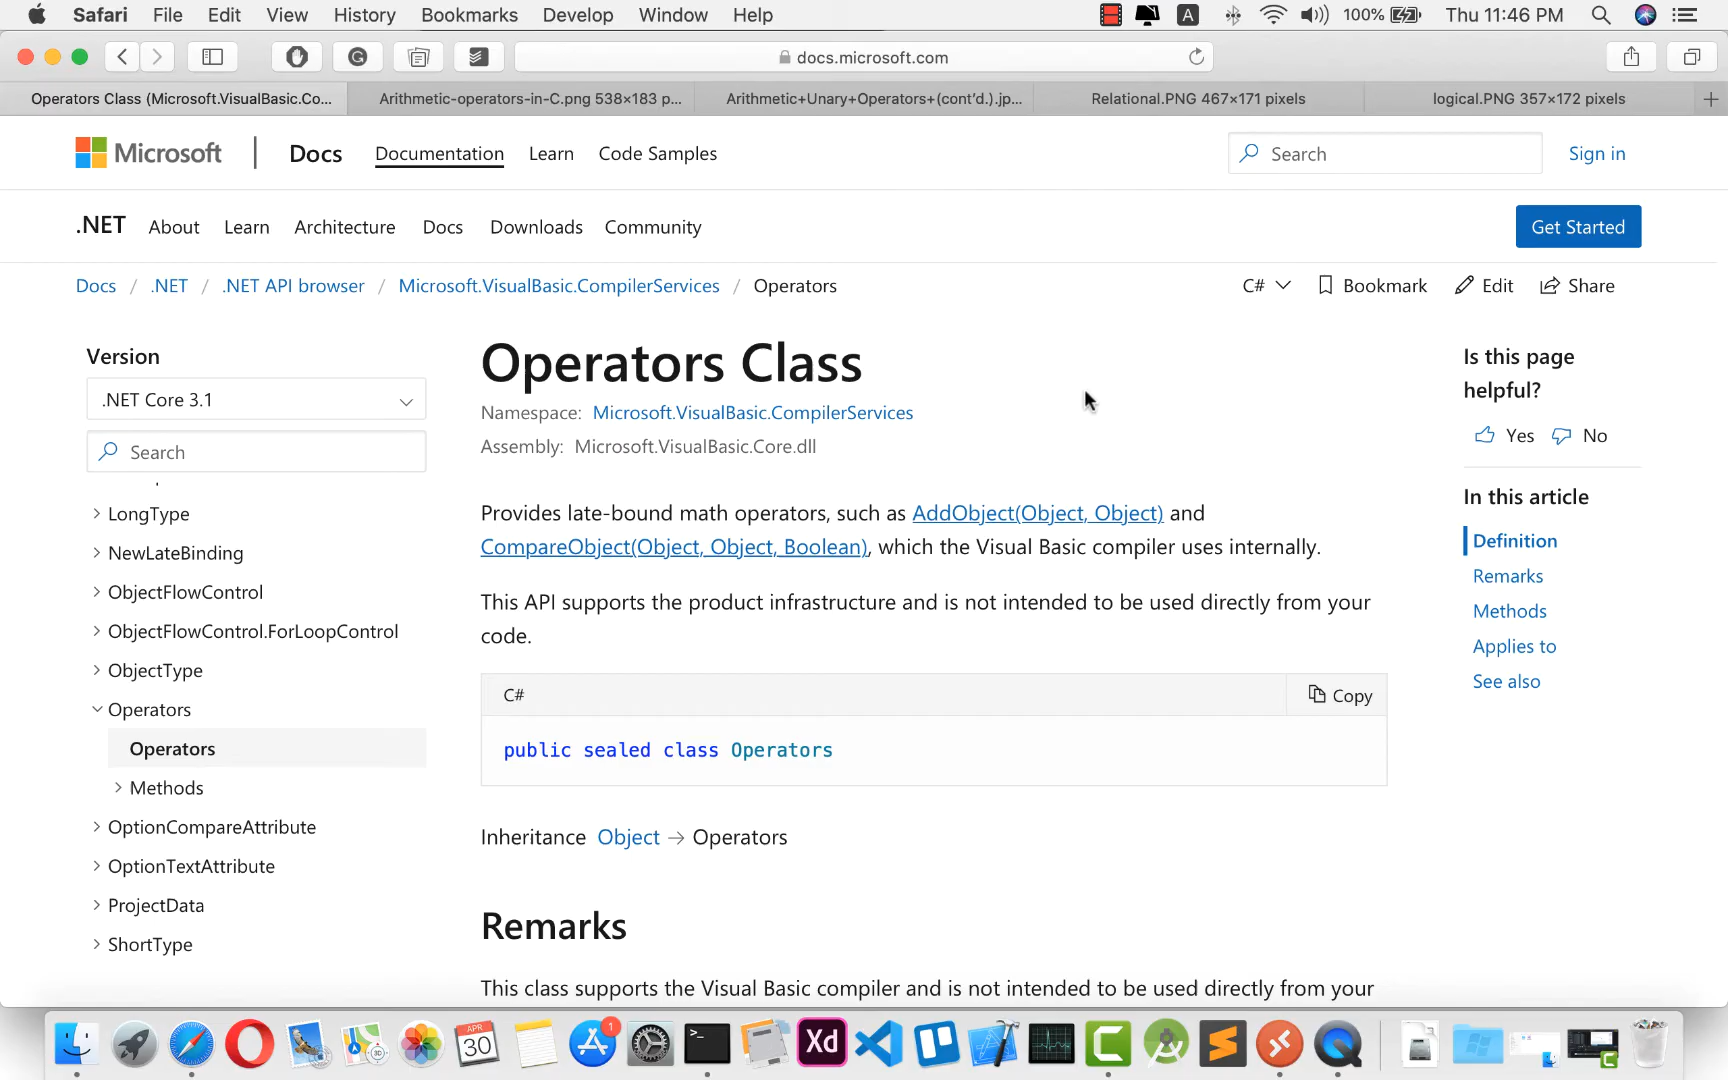 Safari File Edit View History Bookmarks Develop Window Help A 100% Thu 11:46 PM
docs.microsoft.com
Operators Class (Microsoft.VisualBasic.Co... Arithmetic-operators-in-C.png 538×183 p... Arithmetic+Unary+Operators+(cont'd.).jp... Relational.PNG 467×171 pixels logical.PNG 357×172 pixels
Microsoft Docs Documentation Learn Code Samples Search Sign in
.NET About Learn Architecture Docs Downloads Community Get Started
Docs / .NET / .NET API browser / Microsoft.VisualBasic.CompilerServices / Operators C# Bookmark Edit Share
Version
.NET Core 3.1
Search
LongType
NewLateBinding
ObjectFlowControl
ObjectFlowControl.ForLoopControl
ObjectType
Operators
Operators
Methods
OptionCompareAttribute
OptionTextAttribute
ProjectData
ShortType
Operators Class
Namespace: Microsoft.VisualBasic.CompilerServices
Assembly: Microsoft.VisualBasic.Core.dll
Provides late-bound math operators, such as AddObject(Object, Object) and
CompareObject(Object, Object, Boolean), which the Visual Basic compiler uses internally.
This API supports the product infrastructure and is not intended to be used directly from your
code.
C# Copy
public sealed class Operators
Inheritance Object → Operators
Remarks
This class supports the Visual Basic compiler and is not intended to be used directly from your
Is this page
helpful?
Yes No
In this article
Definition
Remarks
Methods
Applies to
See also
3D
APR
30
1
>_
Xd